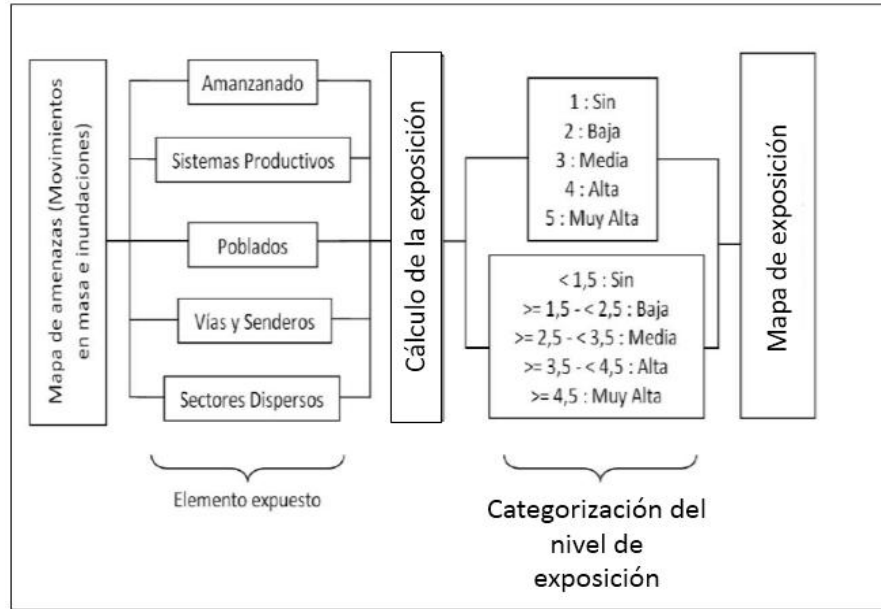 Mapa de amenazas (Movimientos
en masa e inundaciones)
Amanzanado
Sistemas Productivos
Poblados
Vías y Senderos
Sectores Dispersos
Elemento expuesto
Cálculo de la exposición
1 : Sin
2 : Baja
3 : Media
4 : Alta
5 : Muy Alta
< 1,5 : Sin
>= 1,5 - < 2,5 : Baja
>= 2,5 - < 3,5 : Media
>= 3,5 - < 4,5 : Alta
>= 4,5 : Muy Alta
Categorización del
nivel de
exposición
Mapa de exposición